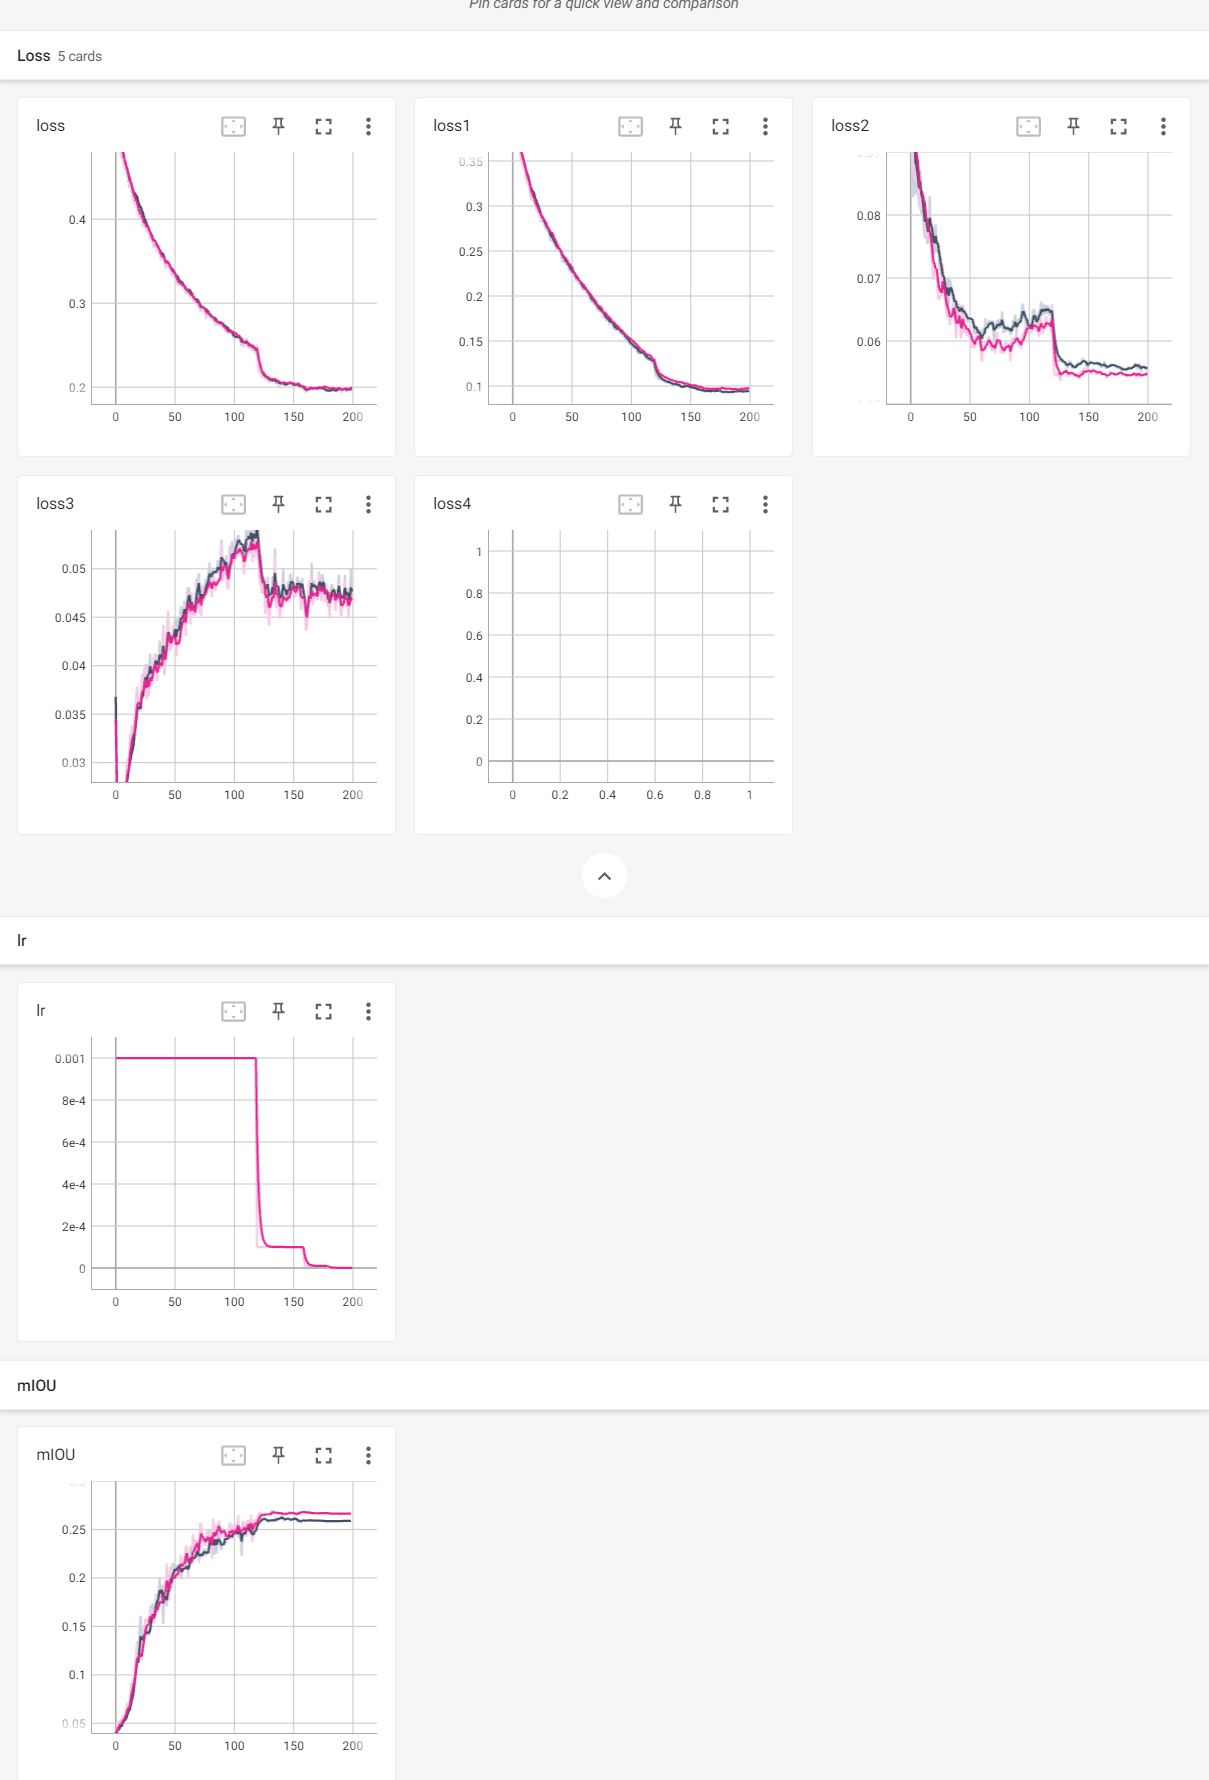 Pin cards for a quick view and comparison
Loss 5 cards
loss
0.4
0.3
0.2
0 50 100 150 200
loss1
0.35
0.3
0.25
0.2
0.15
0.1
0 50 100 150 200
loss2
0.08
0.07
0.06
0 50 100 150 200
loss3
0.05
0.045
0.04
0.035
0.03
0 50 100 150 200
loss4
1
0.8
0.6
0.4
0.2
0
0 0.2 0.4 0.6 0.8 1
lr
lr
0.001
8e-4
6e-4
4e-4
2e-4
0
0 50 100 150 200
mIOU
mIOU
0.25
0.2
0.15
0.1
0.05
0 50 100 150 200